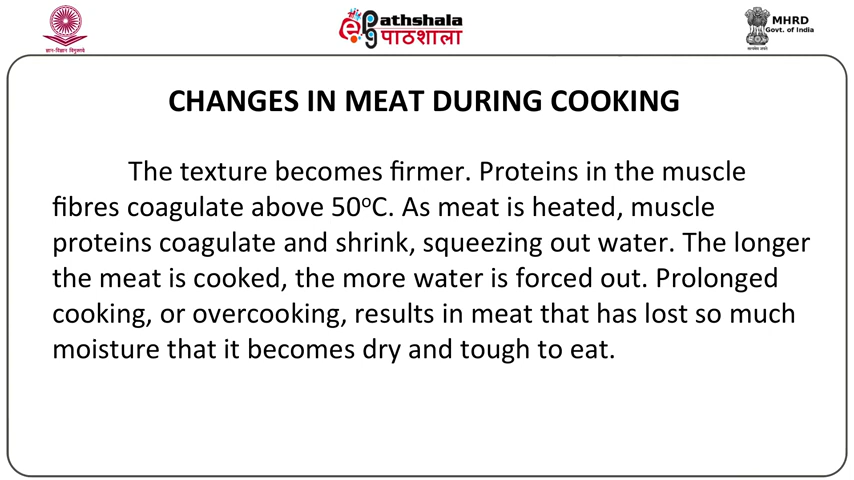 ज्ञान-विज्ञान विमुक्तये
ePathshala
पाठशाला
MHRD
Govt. of India
CHANGES IN MEAT DURING COOKING
The texture becomes firmer. Proteins in the muscle
fibres coagulate above 50°C. As meat is heated, muscle
proteins coagulate and shrink, squeezing out water. The longer
the meat is cooked, the more water is forced out. Prolonged
cooking, or overcooking, results in meat that has lost so much
moisture that it becomes dry and tough to eat.